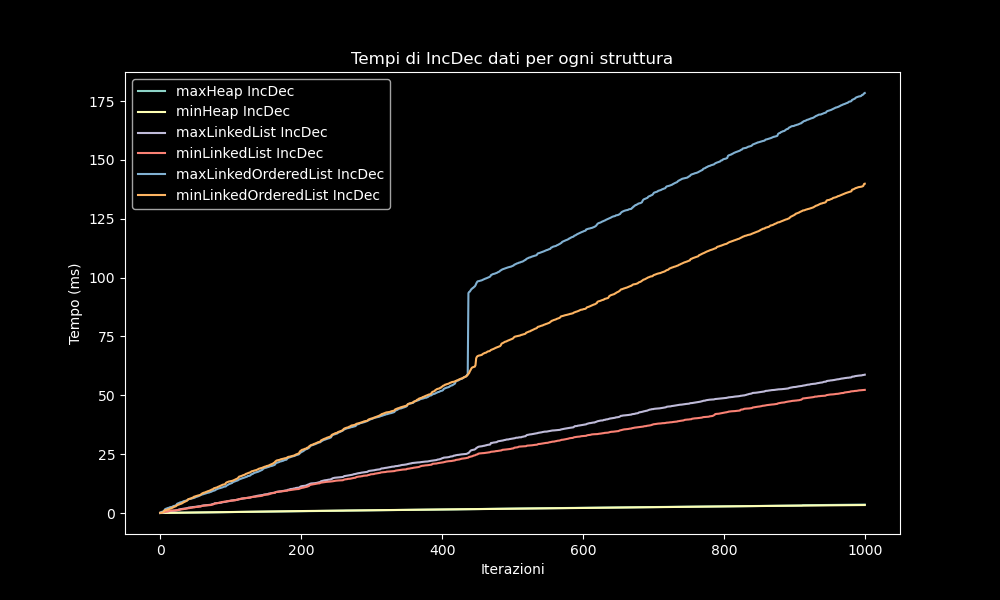 Tempi di IncDec dati per ogni struttura
maxHeap IncDec
minHeap IncDec
maxLinkedList IncDec
minLinkedList IncDec
maxLinkedOrderedList IncDec
minLinkedOrderedList IncDec
175
150
125
100
75
50
25
0
Tempo (ms)
0 200 400 600 800 1000
Iterazioni